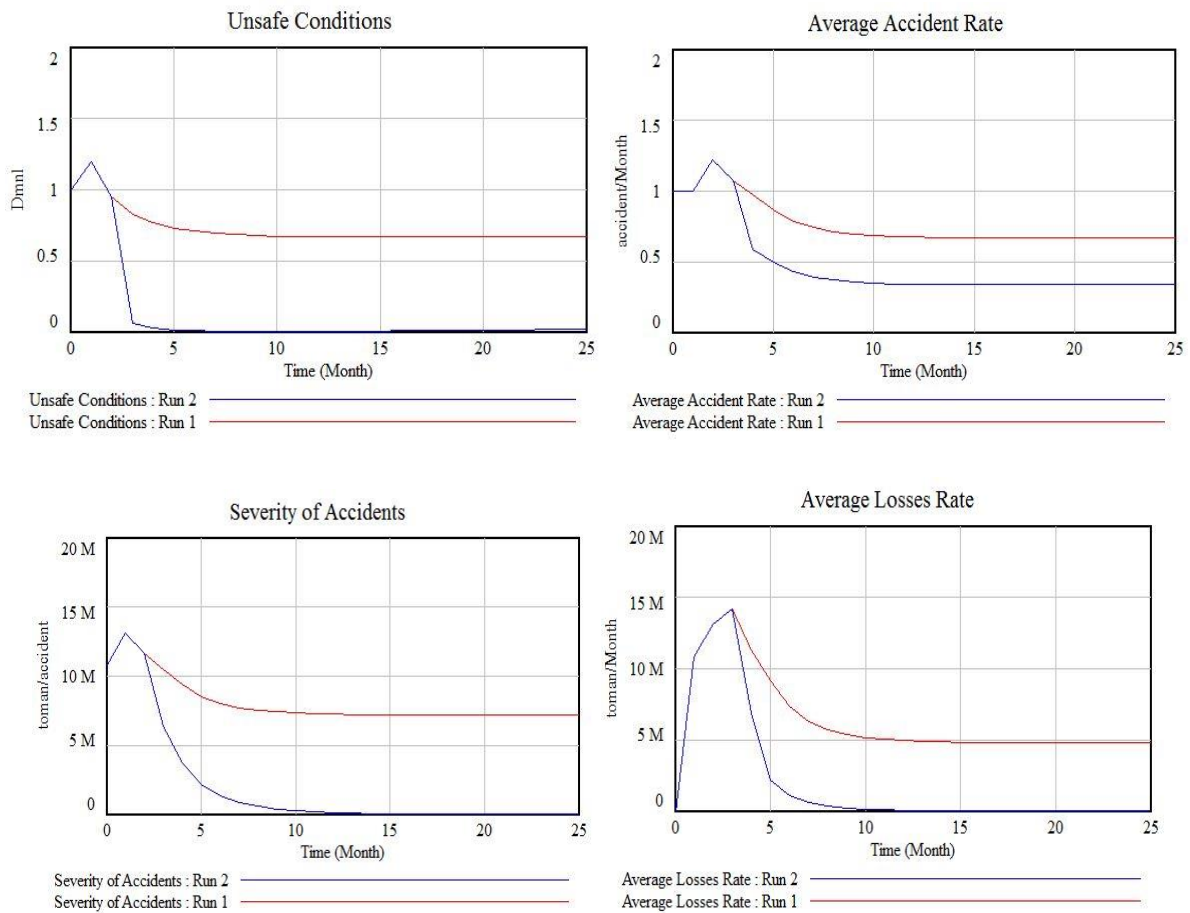 Unsafe Conditions
2
1.5
1
0.5
0
Dmnl
0 5 10 15 20 25
Time (Month)
Unsafe Conditions : Run 2
Unsafe Conditions : Run 1
Average Accident Rate
2
1.5
1
0.5
0
accident/Month
0 5 10 15 20 25
Time (Month)
Average Accident Rate : Run 2
Average Accident Rate : Run 1
Severity of Accidents
20 M
15 M
10 M
5 M
0
toman/accident
0 5 10 15 20 25
Time (Month)
Severity of Accidents : Run 2
Severity of Accidents : Run 1
Average Losses Rate
20 M
15 M
10 M
5 M
0
toman/Month
0 5 10 15 20 25
Time (Month)
Average Losses Rate : Run 2
Average Losses Rate : Run 1